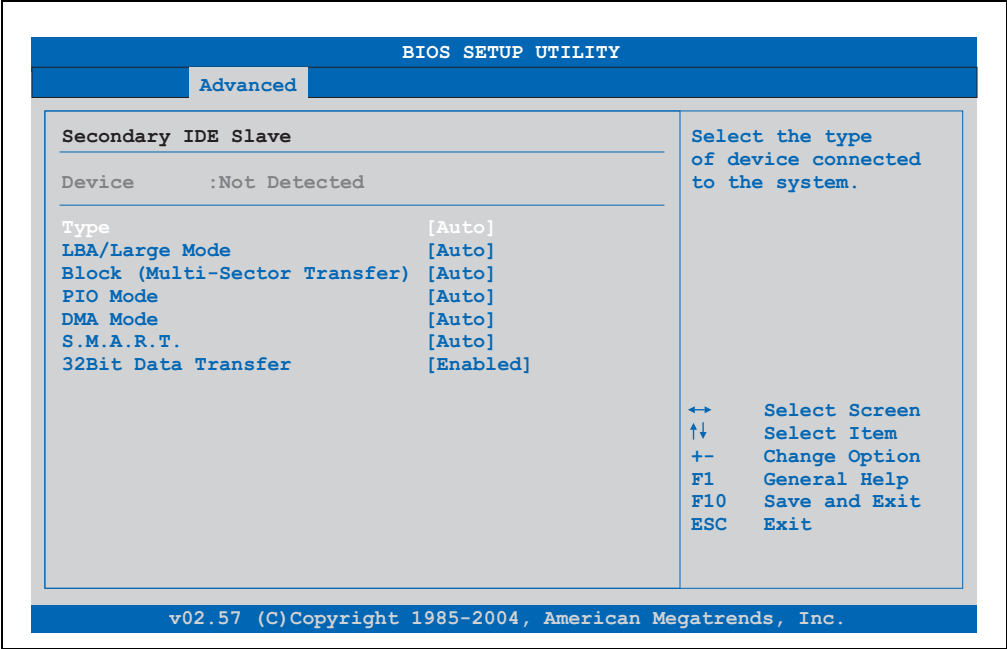 BIOS SETUP UTILITY
Advanced
Secondary IDE Slave
Device :Not Detected
Type [Auto]
LBA/Large Mode [Auto]
Block (Multi-Sector Transfer) [Auto]
PIO Mode [Auto]
DMA Mode [Auto]
S.M.A.R.T. [Auto]
32Bit Data Transfer [Enabled]
Select the type
of device connected
to the system.
↔ Select Screen
↑↓ Select Item
+- Change Option
F1 General Help
F10 Save and Exit
ESC Exit
v02.57 (C)Copyright 1985-2004, American Megatrends, Inc.